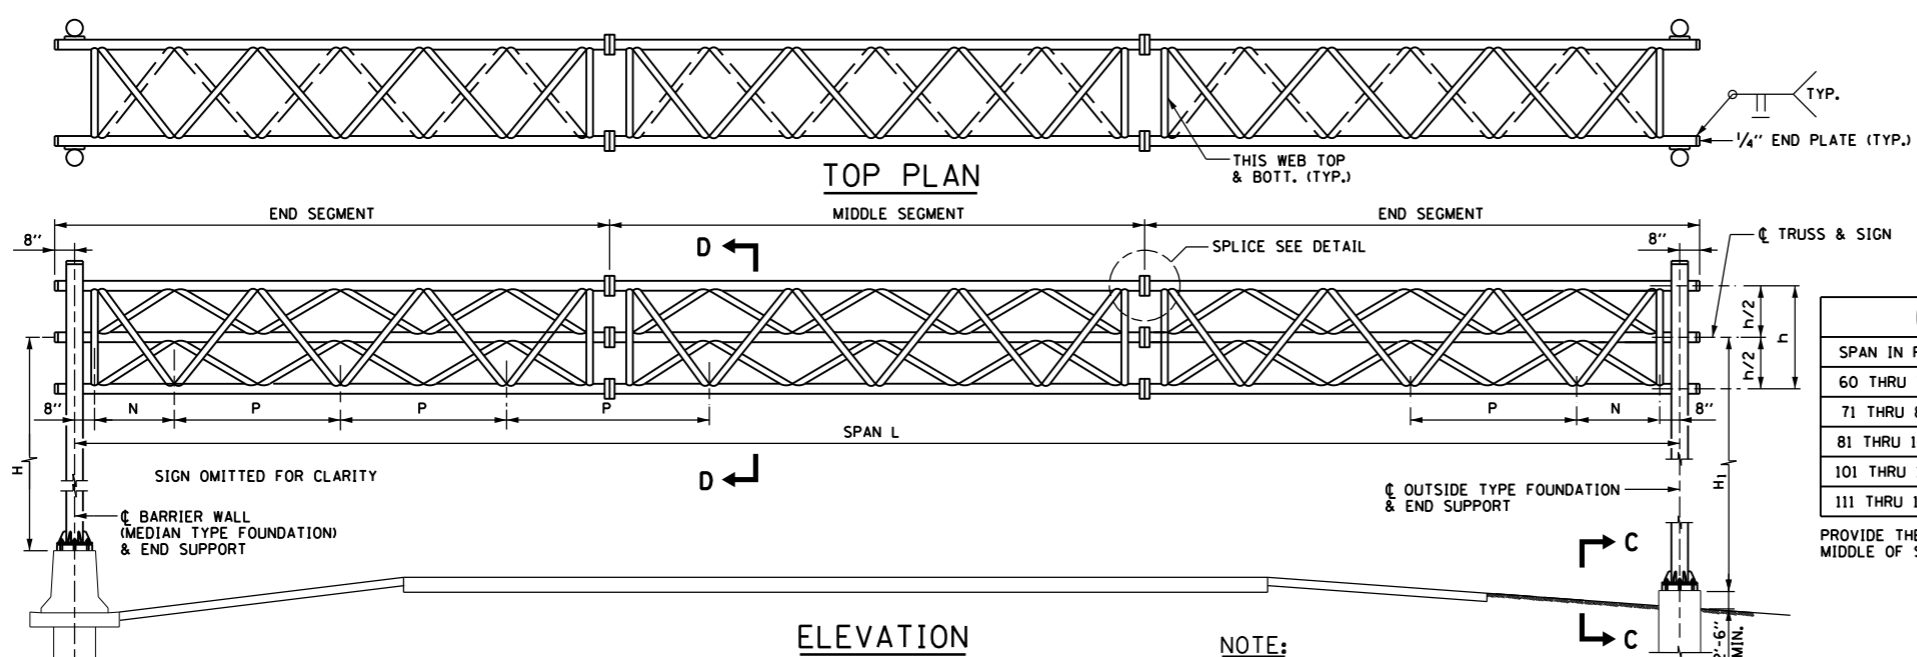 TYP.
1/4" END PLATE (TYP.)
THIS WEB TOP
& BOTT. (TYP.)
TOP PLAN
END SEGMENT
MIDDLE SEGMENT
END SEGMENT
8"
D
SPLICE SEE DETAIL
8"
℄ TRUSS & SIGN
h/2
h
h/2
SPAN IN
60 THRU
71 THRU
81 THRU
101 THRU
111 THRU
8"
N
P
P
P
P
N
8"
SPAN L
H
H1
SIGN OMITTED FOR CLARITY
D
℄ BARRIER WALL
(MEDIAN TYPE FOUNDATION)
& END SUPPORT
℄ OUTSIDE TYPE FOUNDATION
& END SUPPORT
PROVIDE
MIDDLE OF
C
ELEVATION
NOTE:
C
MIN.